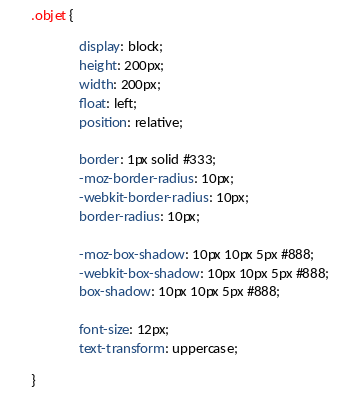 .objet {
display: block;
height: 200px;
width: 200px;
float: left;
position: relative;
border: 1px solid #333;
-moz-border-radius: 10px;
-webkit-border-radius: 10px;
border-radius: 10px;
-moz-box-shadow: 10px 10px 5px #888;
-webkit-box-shadow: 10px 10px 5px #888;
box-shadow: 10px 10px 5px #888;
font-size: 12px;
text-transform: uppercase;
}